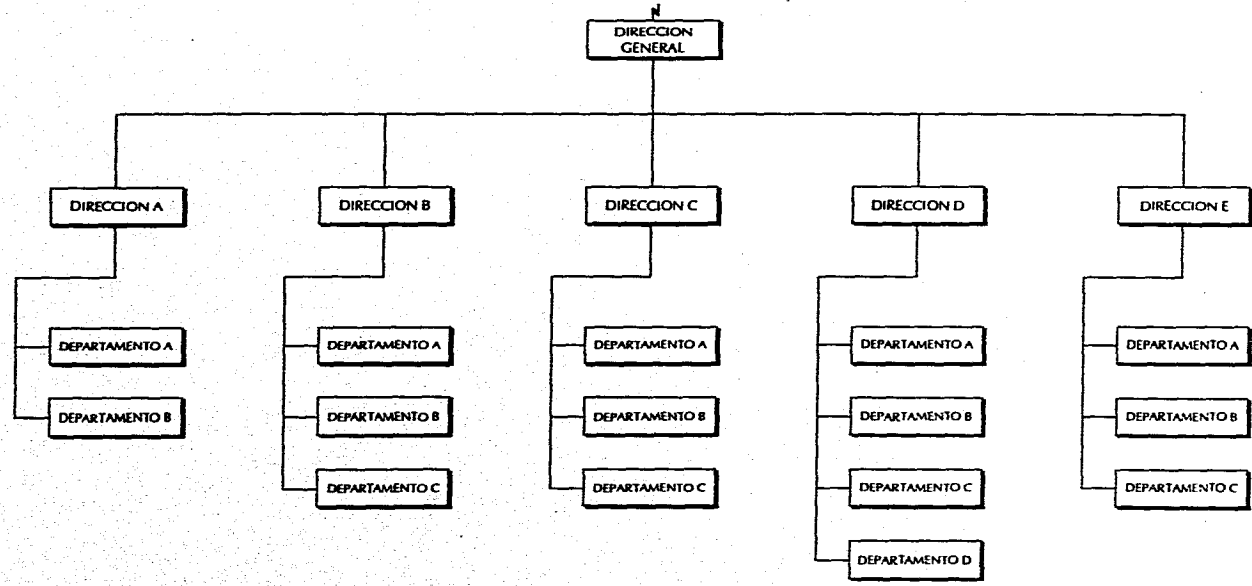 DIRECCION
GENERAL
DIRECCION A
DIRECCION B
DIRECCION C
DIRECCION D
DIRECCION E
DEPARTAMENTO A
DEPARTAMENTO A
DEPARTAMENTO A
DEPARTAMENTO A
DEPARTAMENTO A
DEPARTAMENTO B
DEPARTAMENTO B
DEPARTAMENTO B
DEPARTAMENTO B
DEPARTAMENTO B
DEPARTAMENTO C
DEPARTAMENTO C
DEPARTAMENTO C
DEPARTAMENTO C
DEPARTAMENTO D